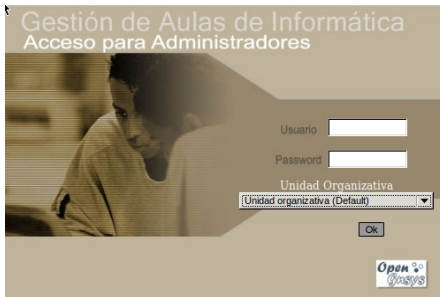 Gestión de Aulas de Informática
Acceso para Administradores
Usuario
Password
Unidad Organizativa
Unidad organizativa (Default)
Ok
Open
Gnsys